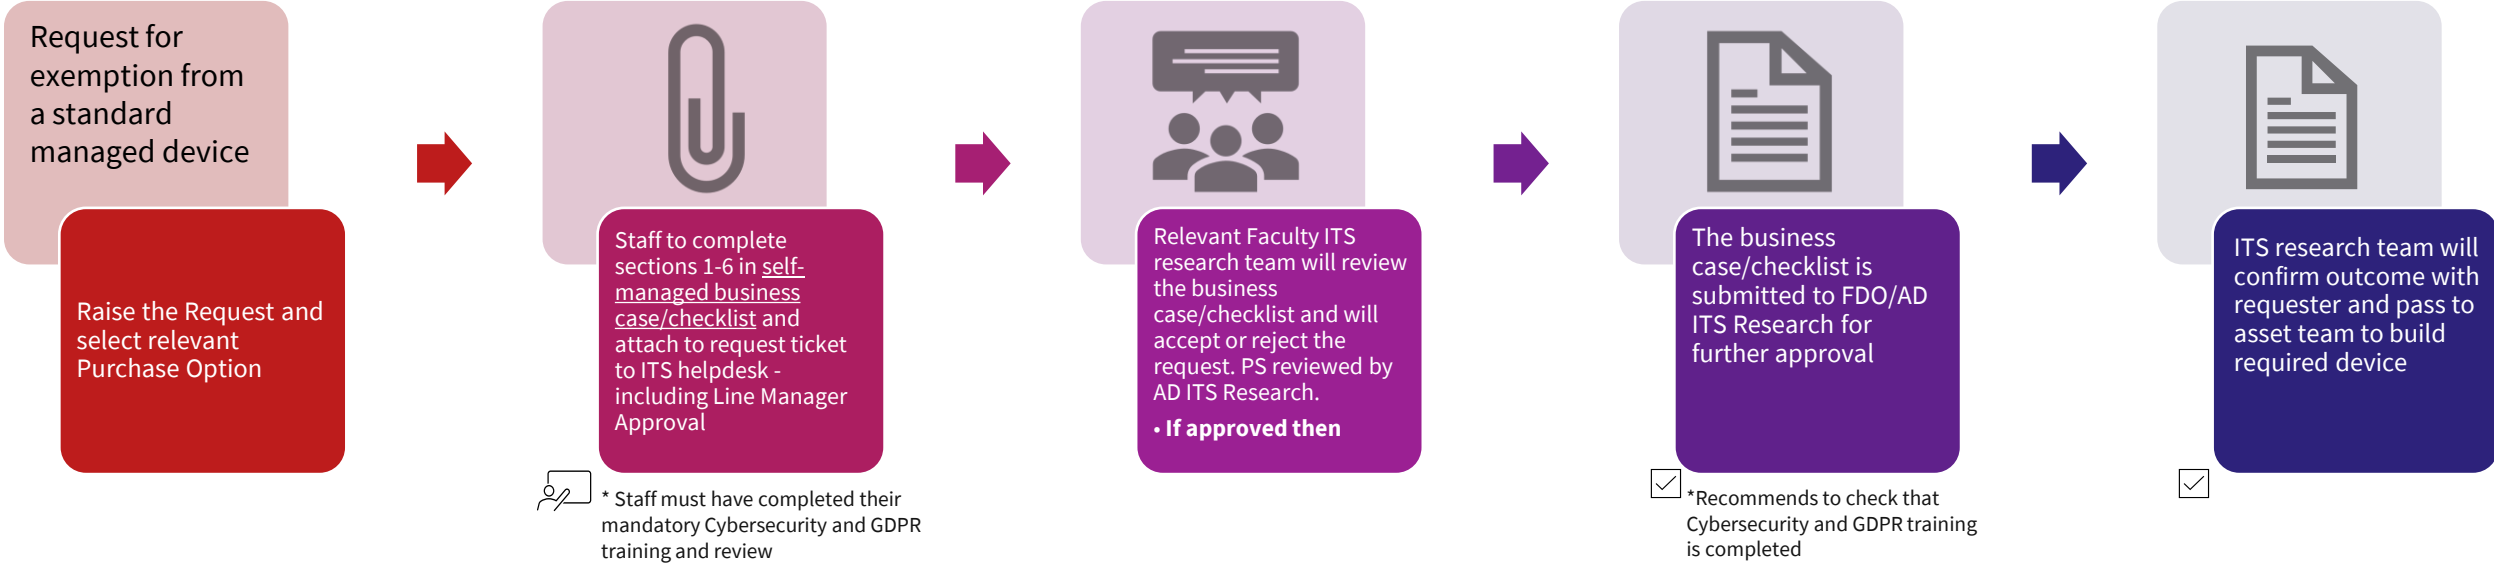 Request for
exemption from
a standard
managed device
Raise the Request and
select relevant
Purchase Option
Staff to complete
sections 1-6 in self-
managed business
case/checklist and
attach to request ticket
to ITS helpdesk -
including Line Manager
Approval
* Staff must have completed their
mandatory Cybersecurity and GDPR
training and review
Relevant Faculty ITS
research team will review
the business
case/checklist and will
accept or reject the
request. PS reviewed by
AD ITS Research.
• If approved then
The business
case/checklist is
submitted to FDO/AD
ITS Research for
further approval
*Recommends to check that
Cybersecurity and GDPR training
is completed
ITS research team will
confirm outcome with
requester and pass to
asset team to build
required device